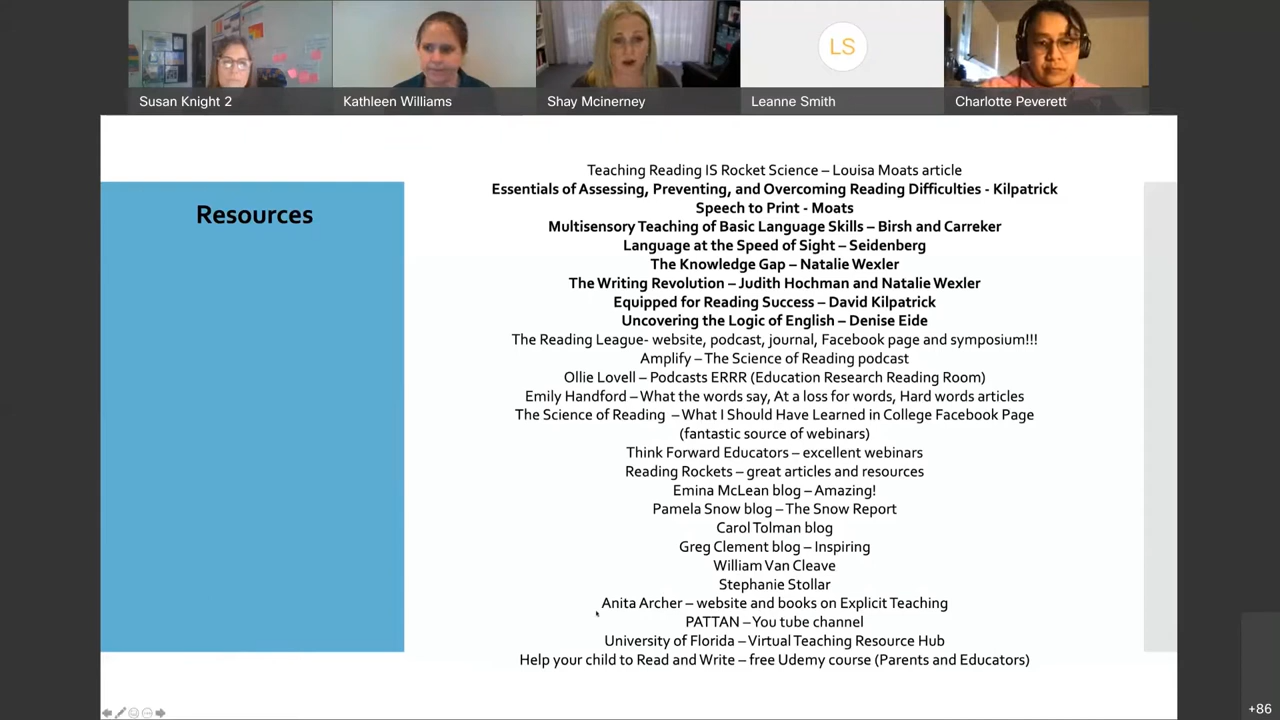 LS
Susan Knight 2
Kathleen Williams
Shay Mcinerney
Leanne Smith
Charlotte Peverett
Resources
Teaching Reading IS Rocket Science – Louisa Moats article
Essentials of Assessing, Preventing, and Overcoming Reading Difficulties - Kilpatrick
Speech to Print - Moats
Multisensory Teaching of Basic Language Skills – Birsh and Carreker
Language at the Speed of Sight – Seidenberg
The Knowledge Gap – Natalie Wexler
The Writing Revolution – Judith Hochman and Natalie Wexler
Equipped for Reading Success – David Kilpatrick
Uncovering the Logic of English – Denise Eide
The Reading League- website, podcast, journal, Facebook page and symposium!!!
Amplify – The Science of Reading podcast
Ollie Lovell – Podcasts ERRR (Education Research Reading Room)
Emily Handford – What the words say, At a loss for words, Hard words articles
The Science of Reading – What I Should Have Learned in College Facebook Page
(fantastic source of webinars)
Think Forward Educators – excellent webinars
Reading Rockets – great articles and resources
Emina McLean blog – Amazing!
Pamela Snow blog – The Snow Report
Carol Tolman blog
Greg Clement blog – Inspiring
William Van Cleave
Stephanie Stollar
Anita Archer – website and books on Explicit Teaching
PATTAN – You tube channel
University of Florida – Virtual Teaching Resource Hub
Help your child to Read and Write – free Udemy course (Parents and Educators)
+86